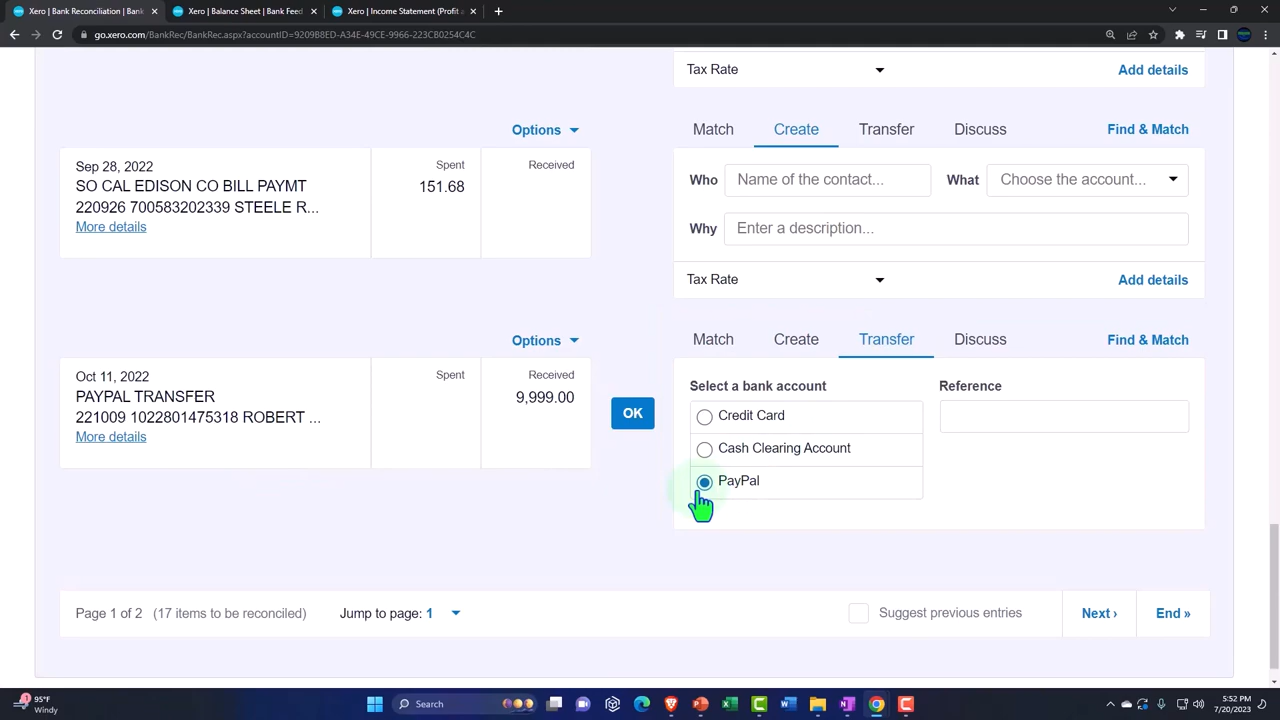 Xero | Bank Reconciliation | Bank
Xero | Balance Sheet | Bank Feed
Xero | Income Statement (Profit a
go.xero.com/BankRec/BankRec.aspx?accountID=9209B8ED-A34E-49CE-9966-223CB0254C4C
Tax Rate
Add details
Options
Match Create Transfer Discuss Find & Match
Sep 28, 2022 Spent Received
SO CAL EDISON CO BILL PAYMT 151.68
220926 700583202339 STEELE R...
More details
Who Name of the contact... What Choose the account...
Why Enter a description...
Tax Rate
Add details
Options
Match Create Transfer Discuss Find & Match
Oct 11, 2022 Spent Received
PAYPAL TRANSFER 9,999.00
221009 1022801475318 ROBERT ...
More details
OK
Select a bank account Reference
Credit Card
Cash Clearing Account
PayPal
Page 1 of 2 (17 items to be reconciled) Jump to page: 1 Suggest previous entries Next › End »
1
95°F
Windy
Search
5:52 PM
7/20/2023